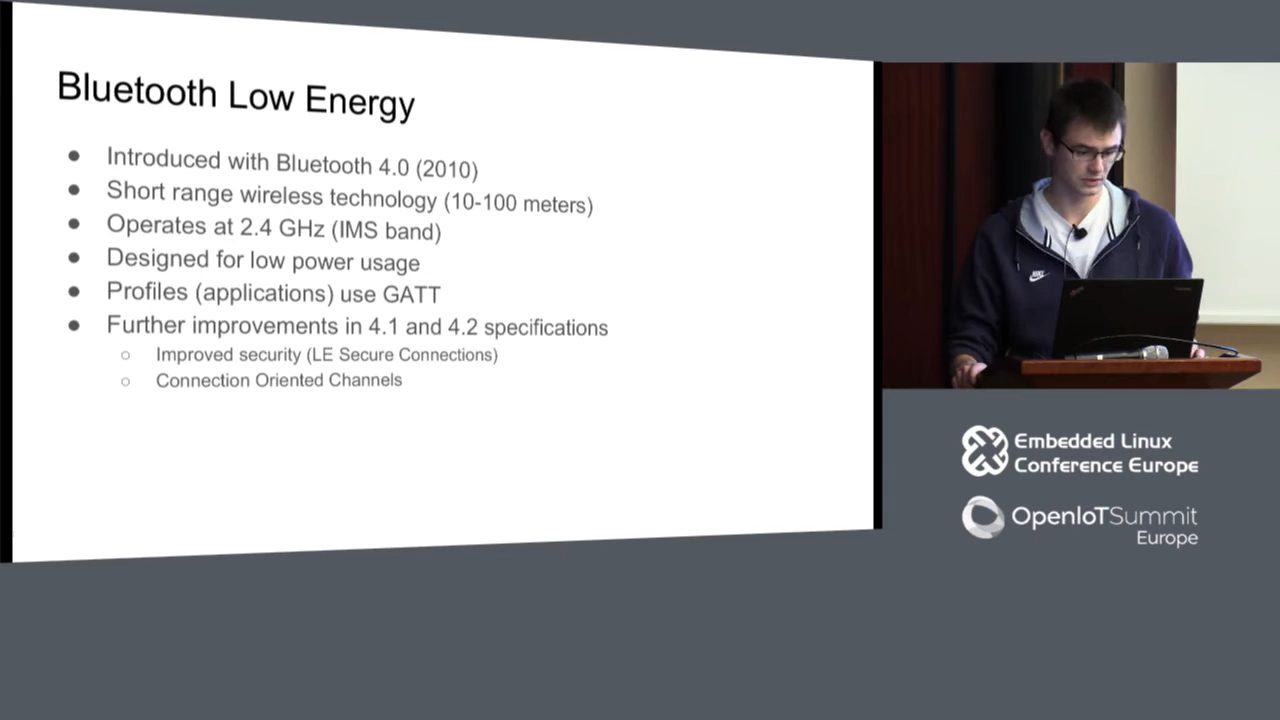 Bluetooth Low Energy
● Introduced with Bluetooth 4.0 (2010)
● Short range wireless technology (10-100 meters)
● Operates at 2.4 GHz (IMS band)
● Designed for low power usage
● Profiles (applications) use GATT
● Further improvements in 4.1 and 4.2 specifications
○ Improved security (LE Secure Connections)
○ Connection Oriented Channels
Embedded Linux
Conference Europe
OpenIoTSummit
Europe